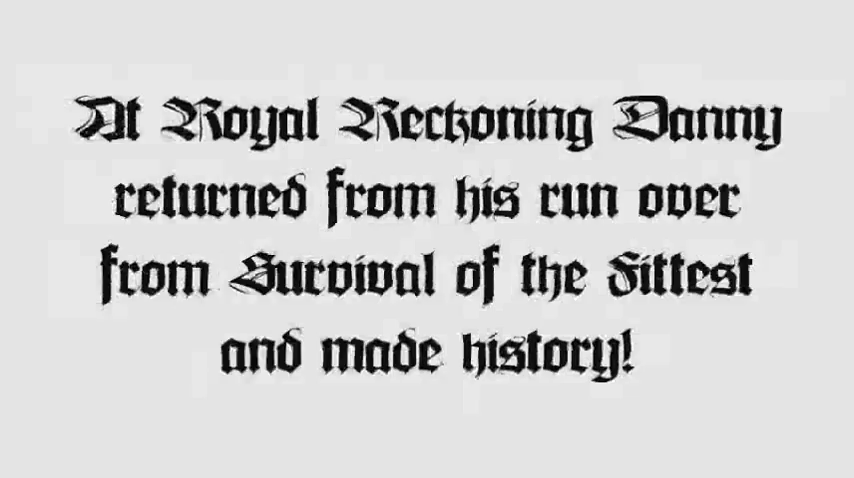 At Royal Reckoning Danny
returned from his run over
from Survival of the Fittest
and made history!